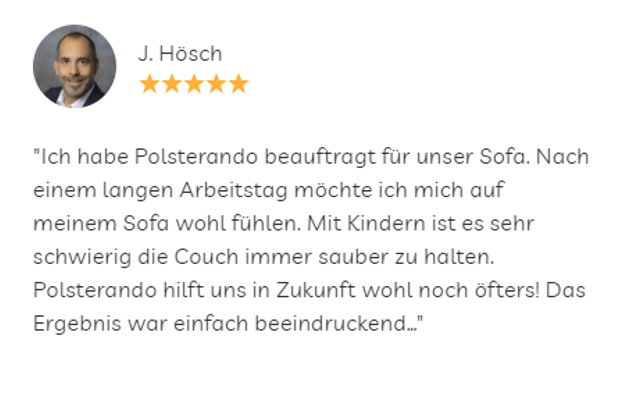 J. Hösch
"Ich habe Polsterando beauftragt für unser Sofa. Nach
einem langen Arbeitstag möchte ich mich auf
meinem Sofa wohl fühlen. Mit Kindern ist es sehr
schwierig die Couch immer sauber zu halten.
Polsterando hilft uns in Zukunft wohl noch öfters! Das
Ergebnis war einfach beeindruckend..."